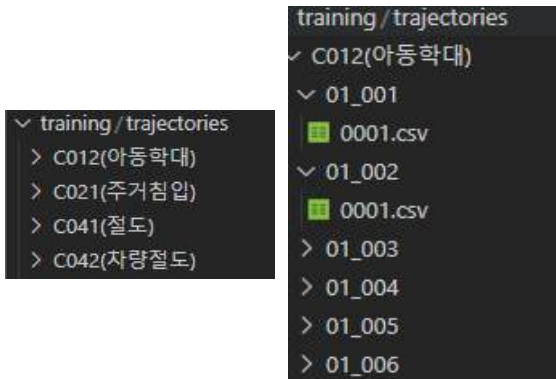 training / trajectories
C012(아동학대)
C021(주거침입)
C041(절도)
C042(차량절도)
training / trajectories
C012(아동학대)
01_001
0001.csv
01_002
0001.csv
01_003
01_004
01_005
01_006